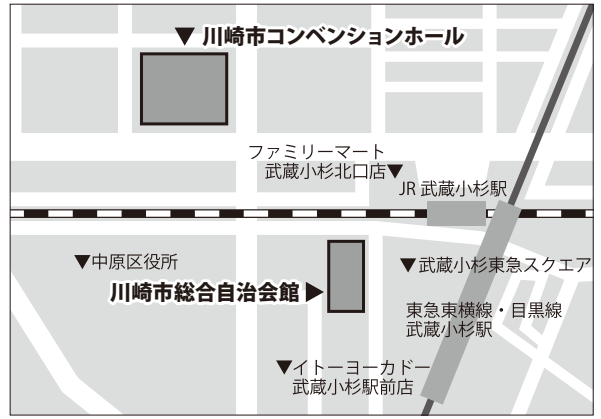 ▼ 川崎市コンベンションホール
ファミリーマート
武蔵小杉北口店▼
JR 武蔵小杉駅
▼中原区役所
▼武蔵小杉東急スクエア
川崎市総合自治会館▶
東急東横線・目黒線
武蔵小杉駅
▼イトーヨーカドー
武蔵小杉駅前店